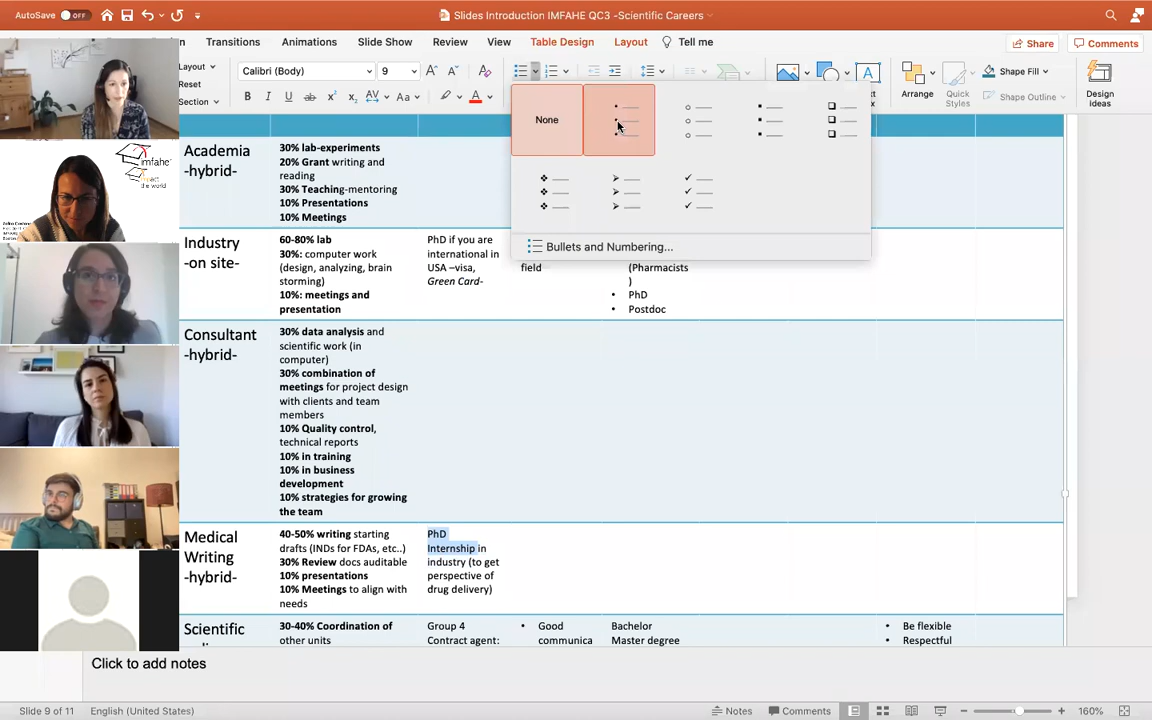 AutoSave OFF
Slides Introduction IMFAHE QC3 -Scientific Careers
Transitions Animations Slide Show Review View Table Design Layout Tell me
Share Comments
Layout
Reset
Section
Calibri (Body) 9
Arrange
Quick Styles
Shape Fill
Shape Outline
Design ideas
None
Bullets and Numbering...
imfahe
the world
Academia
-hybrid-
30% lab-experiments
20% Grant writing and
reading
30% Teaching-mentoring
10% Presentations
10% Meetings
Industry
-on site-
60-80% lab
30%: computer work
(design, analyzing, brain
storming)
10%: meetings and
presentation
PhD if you are
international in
USA –visa,
Green Card-
field
(Pharmacists
)
• PhD
• Postdoc
Consultant
-hybrid-
30% data analysis and
scientific work (in
computer)
30% combination of
meetings for project design
with clients and team
members
10% Quality control,
technical reports
10% in training
10% in business
development
10% strategies for growing
the team
Medical
Writing
-hybrid-
40-50% writing starting
drafts (INDs for FDAs, etc..)
30% Review docs auditable
10% presentations
10% Meetings to align with
needs
PhD
Internship in
industry (to get
perspective of
drug delivery)
Scientific
30-40% Coordination of
other units
Group 4
Contract agent:
• Good
communica
Bachelor
Master degree
• Be flexible
• Respectful
Click to add notes
Slide 9 of 11 English (United States) Notes Comments 160%